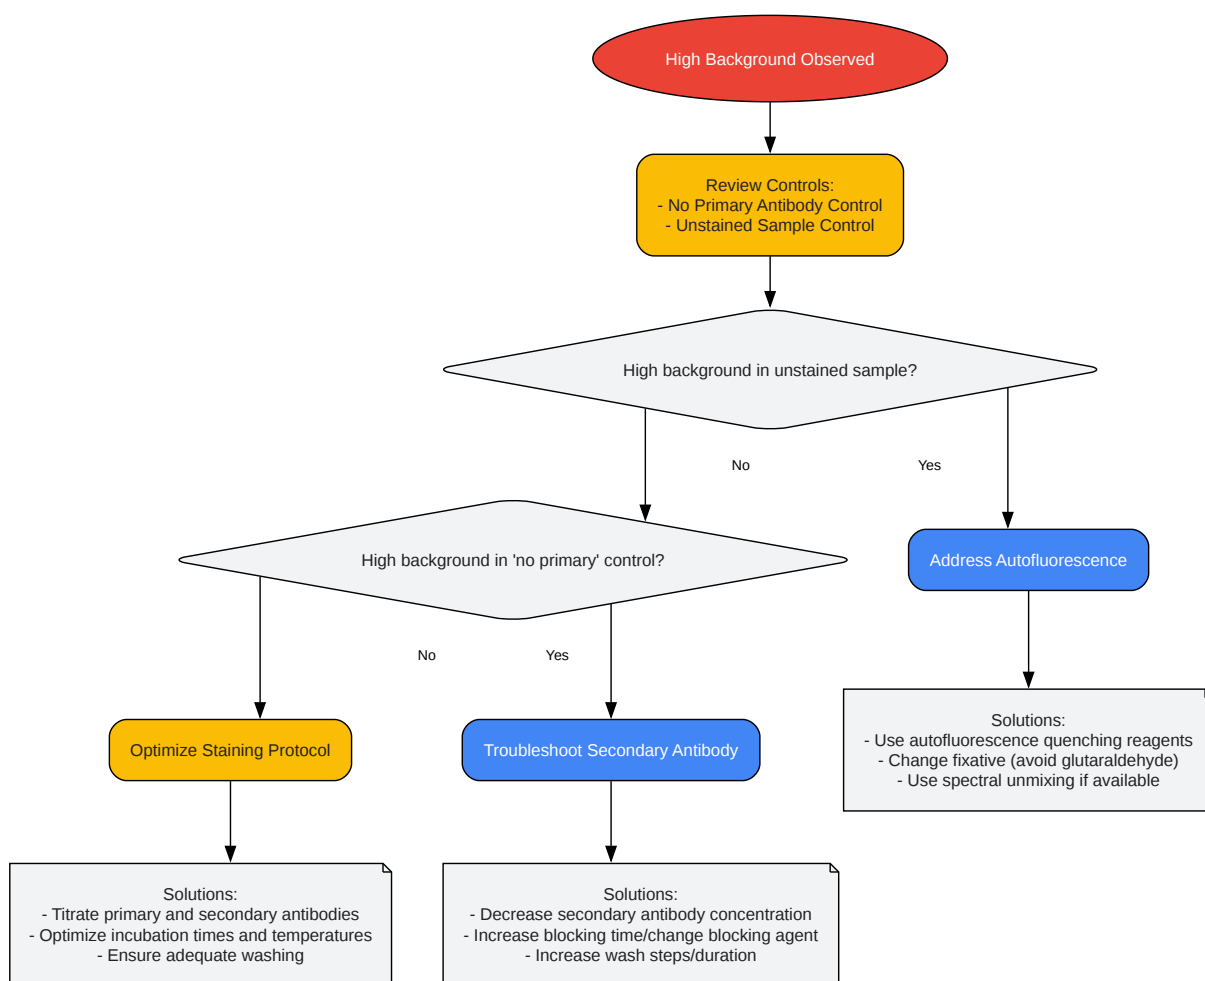 High Background Observed
Review Controls:
- No Primary Antibody Control
- Unstained Sample Control
High background in unstained sample?
No
Yes
High background in 'no primary' control?
Address Autofluorescence
No
Yes
Solutions:
- Use autofluorescence quenching reagents
- Change fixative (avoid glutaraldehyde)
- Use spectral unmixing if available
Optimize Staining Protocol
Troubleshoot Secondary Antibody
Solutions:
- Titrate primary and secondary antibodies
- Optimize incubation times and temperatures
- Ensure adequate washing
Solutions:
- Decrease secondary antibody concentration
- Increase blocking time/change blocking agent
- Increase wash steps/duration